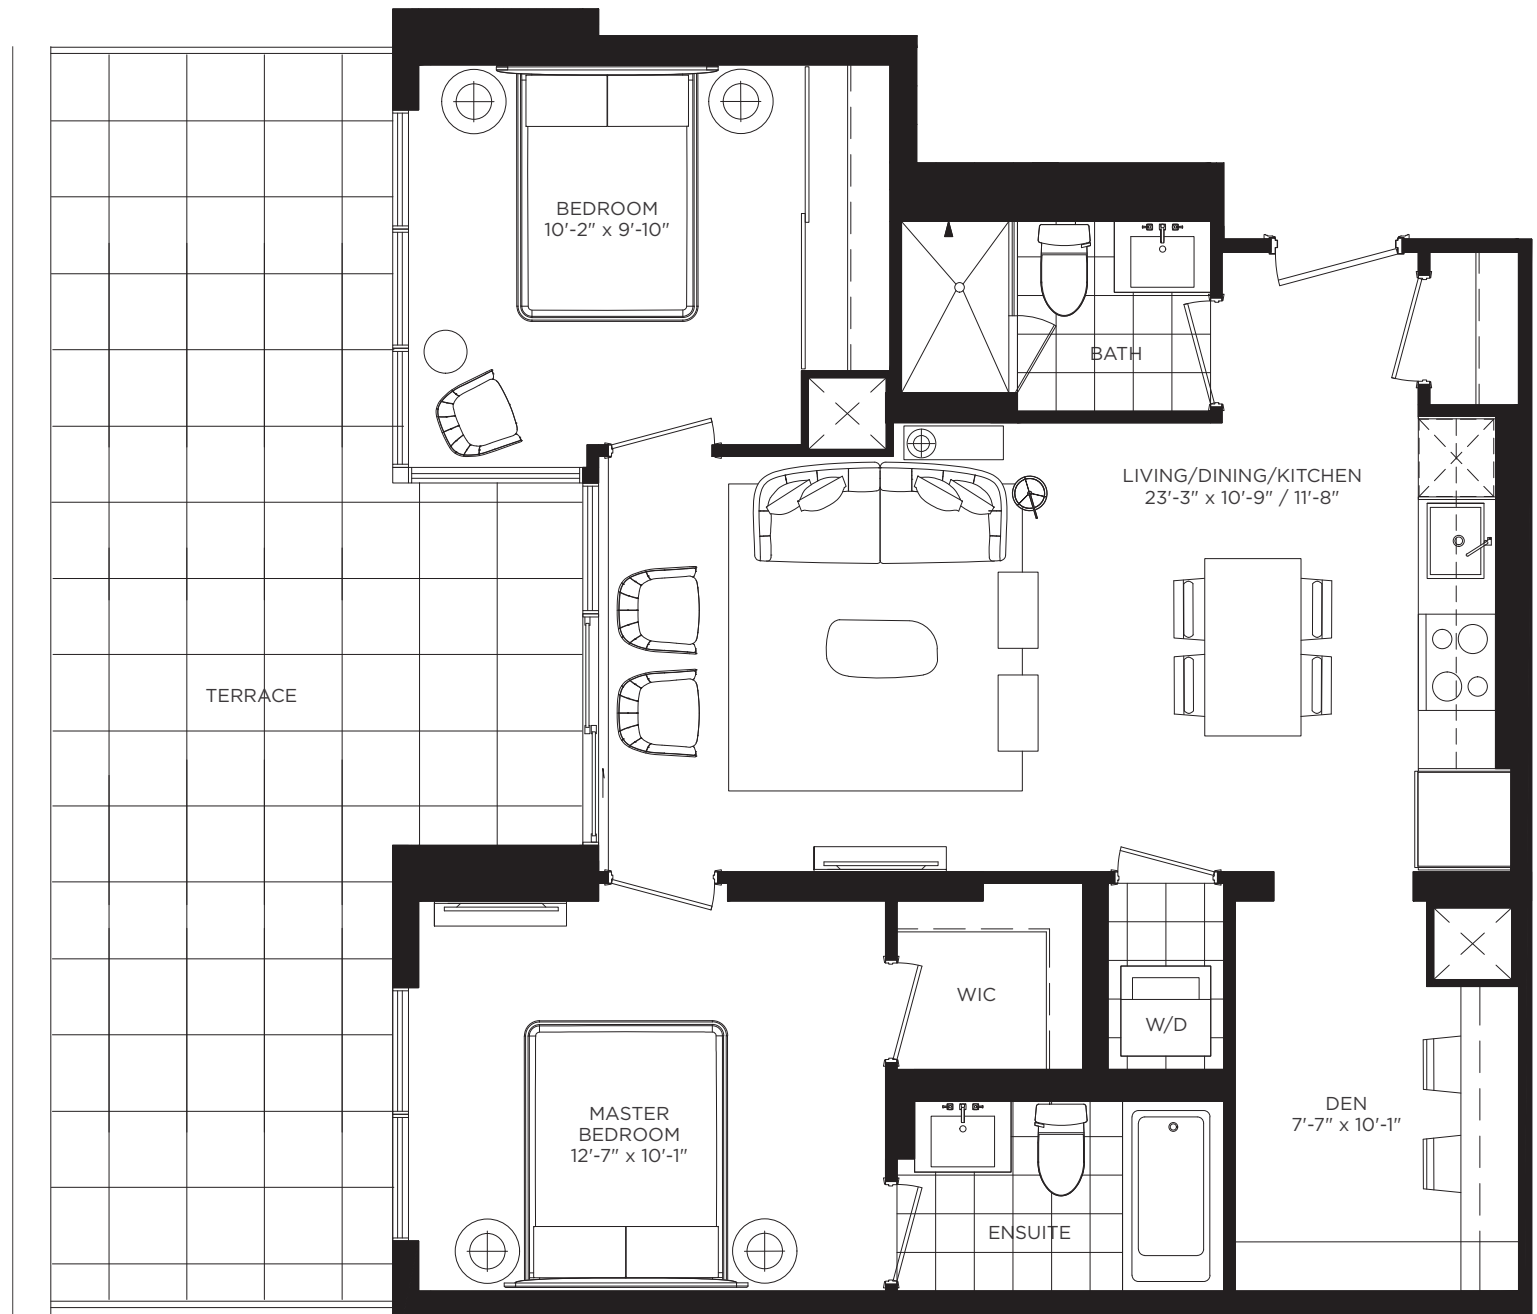 BEDROOM
10'-2" x 9'-10"
BATH
LIVING/DINING/KITCHEN
23'-3" x 10'-9" / 11'-8"
TERRACE
WIC
W/D
MASTER
BEDROOM
12'-7" x 10'-1"
DEN
7'-7" x 10'-1"
ENSUITE